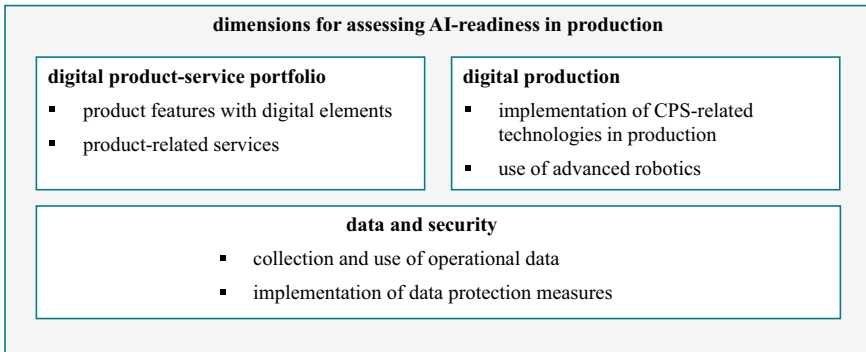 dimensions for assessing AI-readiness in production
digital product-service portfolio
▪ product features with digital elements
▪ product-related services
digital production
▪ implementation of CPS-related
technologies in production
▪ use of advanced robotics
data and security
▪ collection and use of operational data
▪ implementation of data protection measures